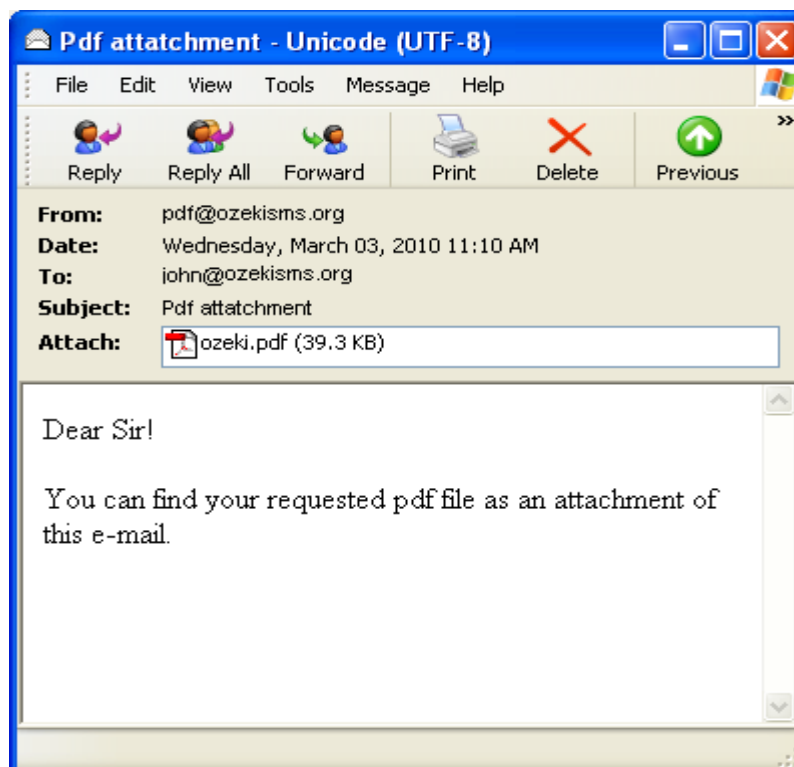 Pdf attatchment - Unicode (UTF-8)
File Edit View Tools Message Help
Reply Reply All Forward Print Delete Previous
From: pdf@ozekisms.org
Date: Wednesday, March 03, 2010 11:10 AM
To: john@ozekisms.org
Subject: Pdf attatchment
Attach: ozeki.pdf (39.3 KB)
Dear Sir!
You can find your requested pdf file as an attachment of
this e-mail.